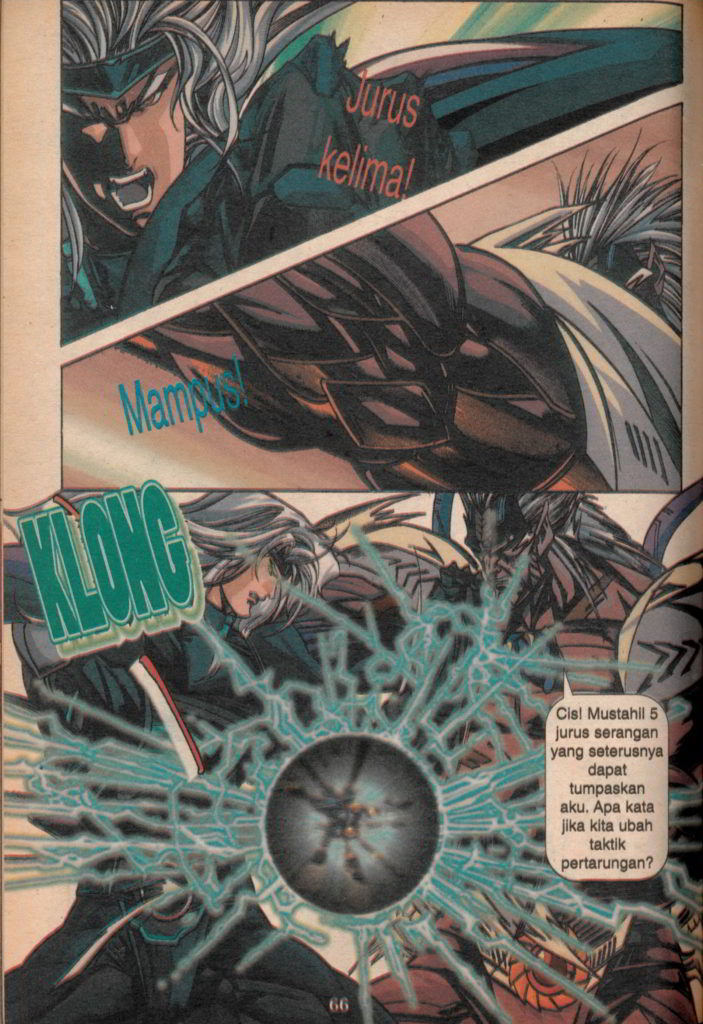 Jurus
kelima!
Mampus!
KLONG
Cis! Mustahil 5
jurus serangan
yang seterusnya
dapat
tumpaskan
aku. Apa kata
jika kita ubah
taktik
pertarungan?
66